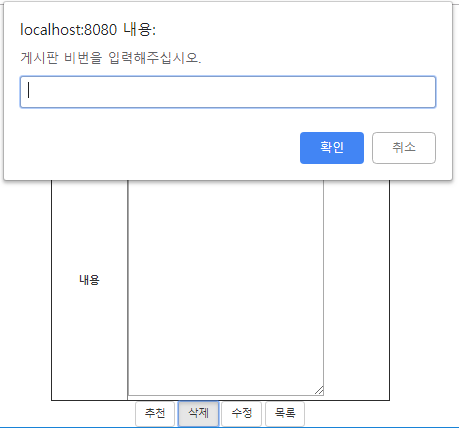 localhost:8080 내용:
게시판 비번을 입력해주십시오.
확인 취소
내용
추천 삭제 수정 목록